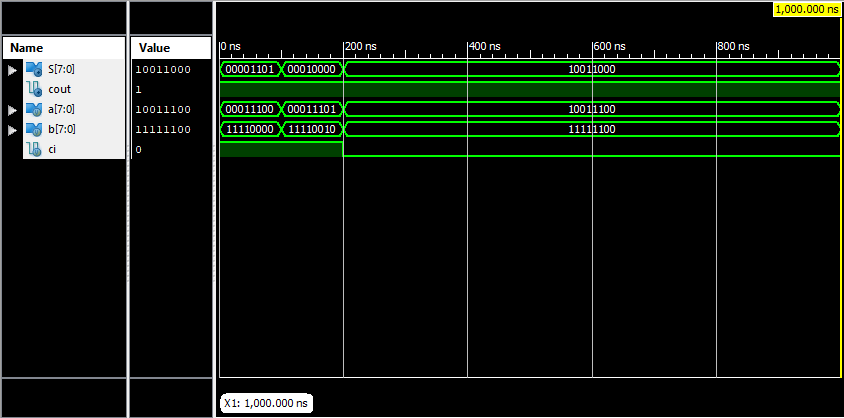 1,000.000 ns
Name Value 0 ns 200 ns 400 ns 600 ns 800 ns
S[7:0] 10011000 00001101 00010000 10011000
cout 1
a[7:0] 10011100 00011100 00011101 10011100
b[7:0] 11111100 11110000 11110010 11111100
ci 0
X1: 1,000.000 ns